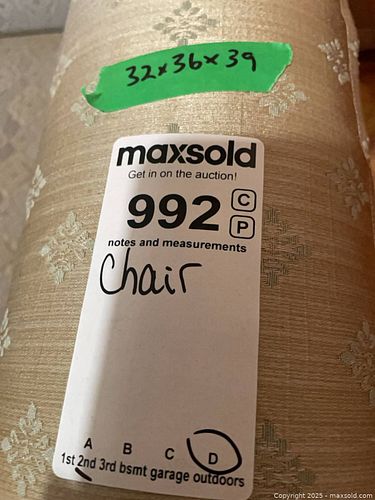 32x36x39
maxsold
Get in on the auction!
992 C
P
notes and measurements
Chair
A B C D
1st 2nd 3rd bsmt garage outdoors
Copyright 2025 - maxsold.com